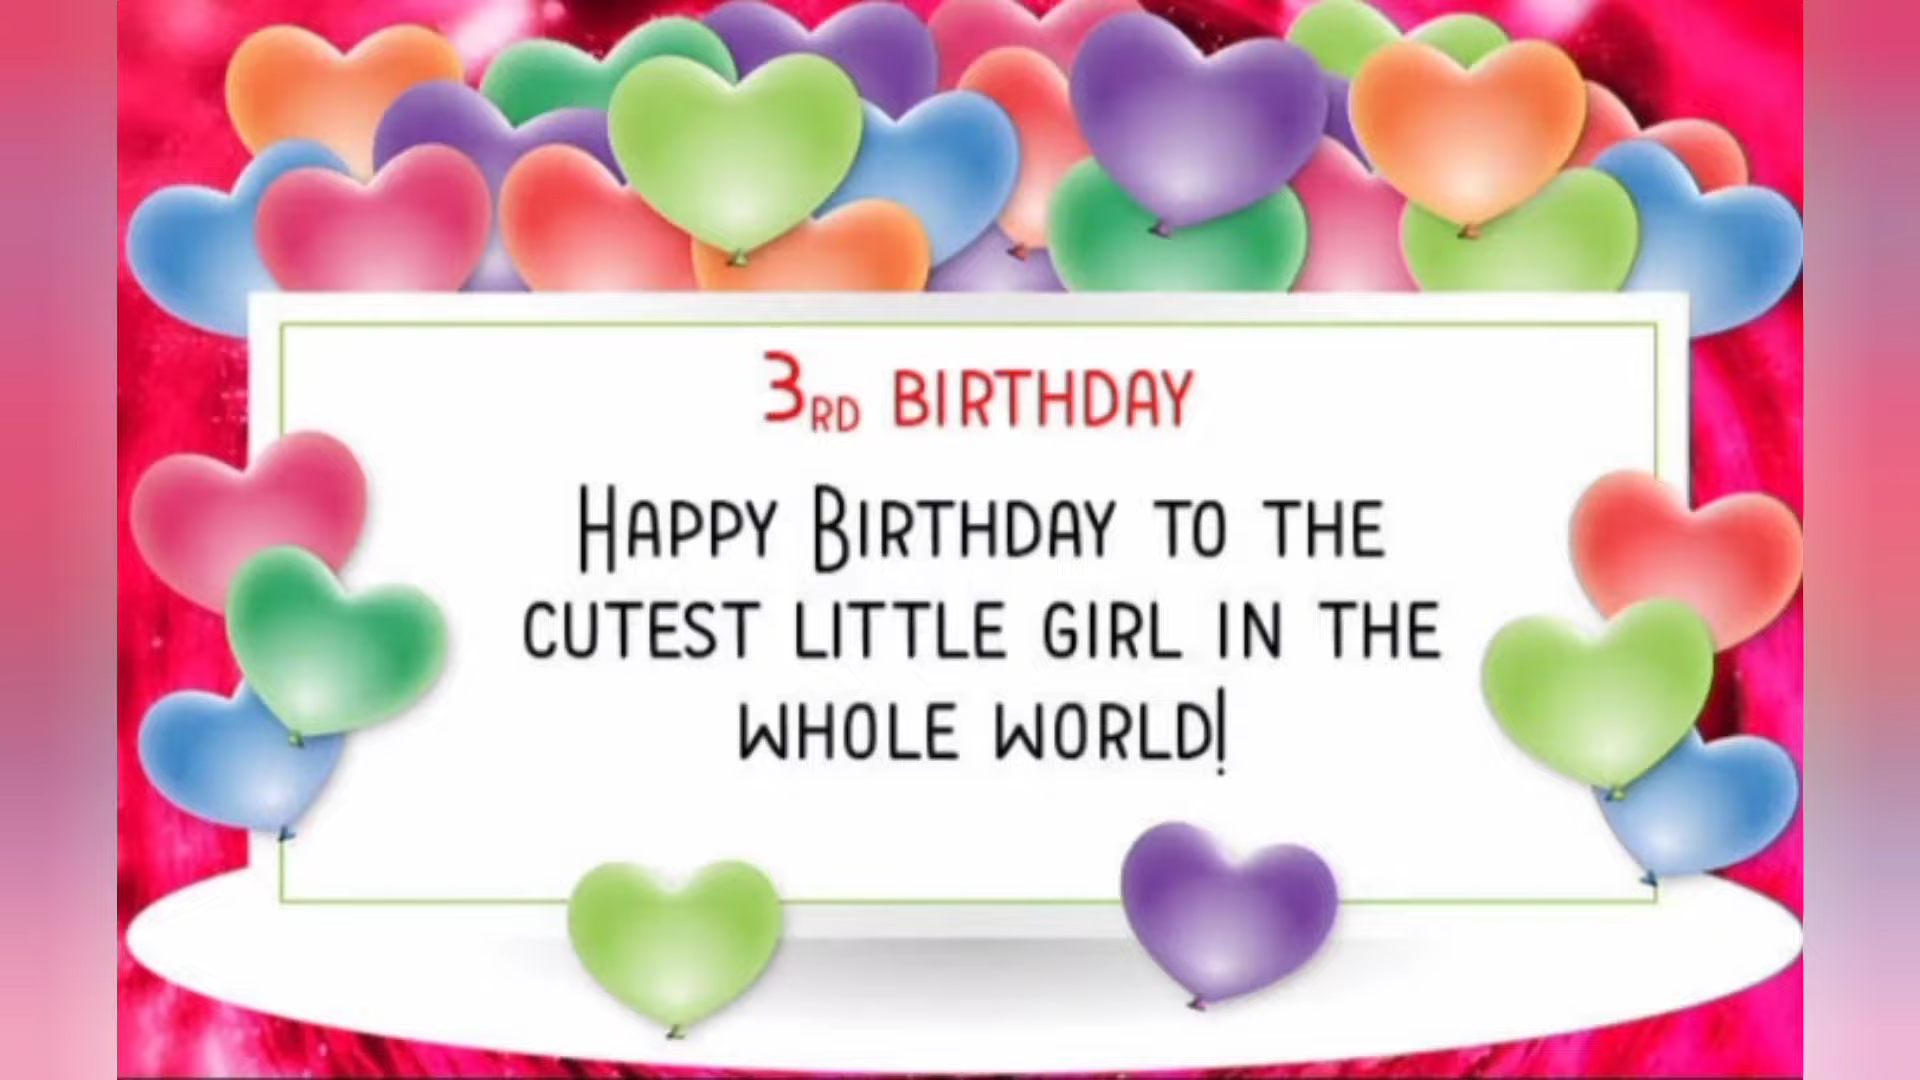 3RD BIRTHDAY
HAPPY BIRTHDAY TO THE
CUTEST LITTLE GIRL IN THE
WHOLE WORLD!